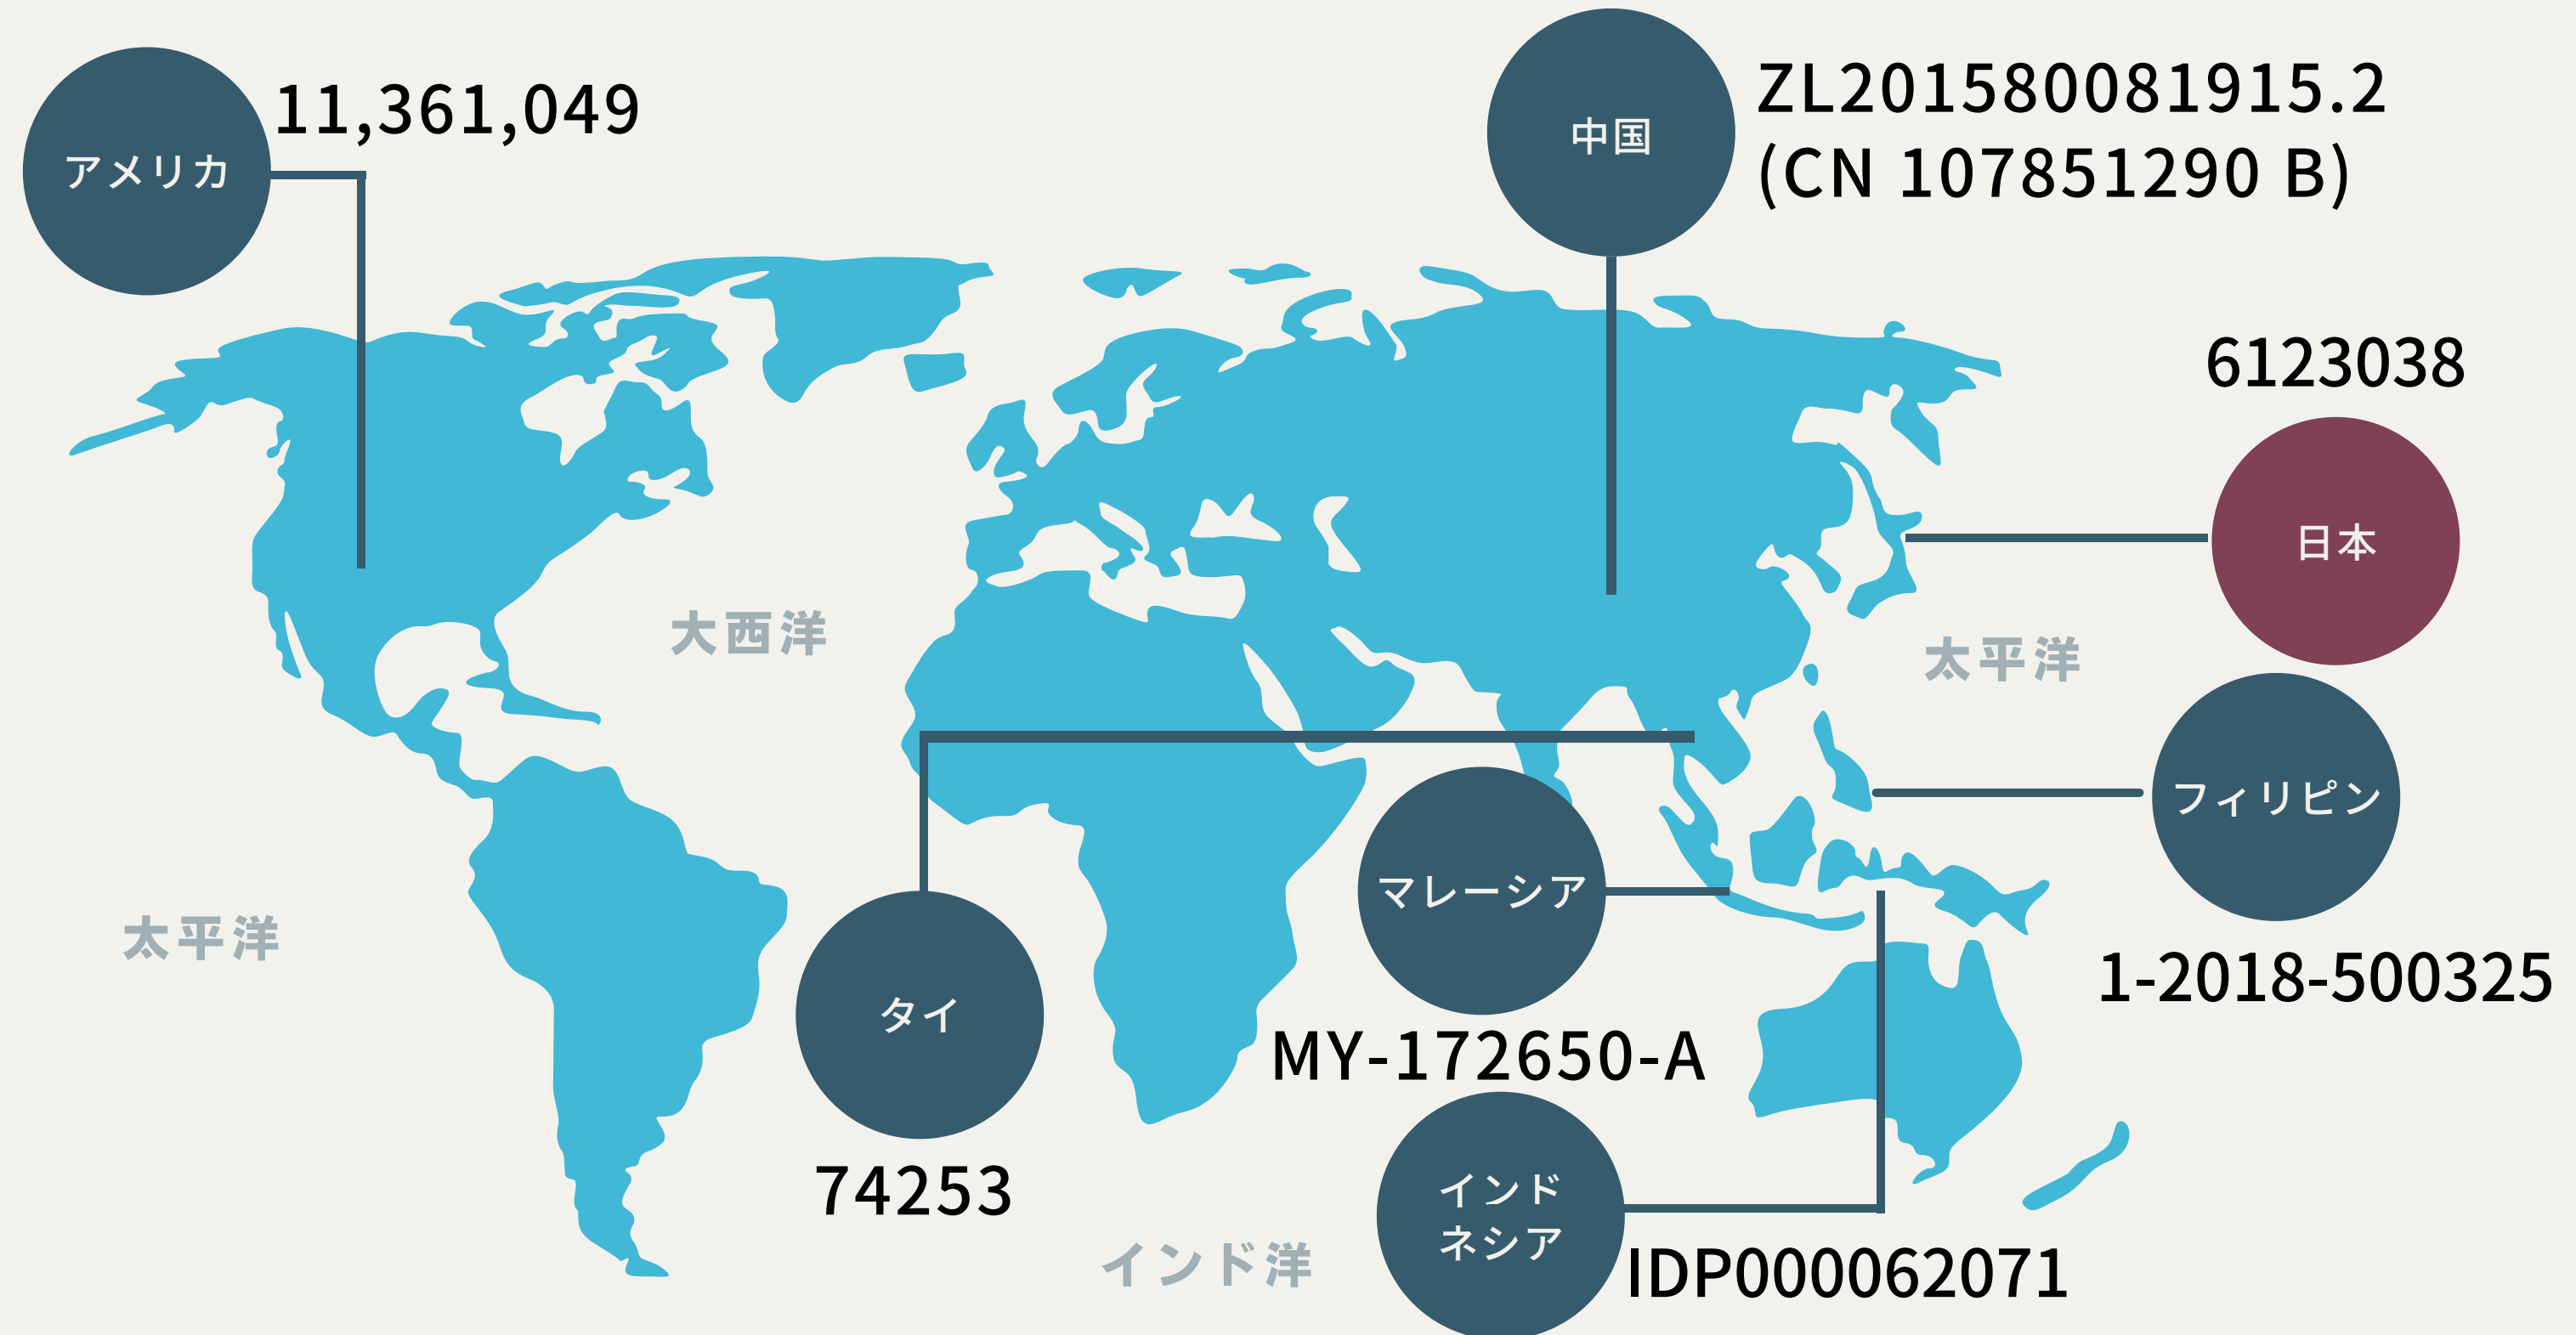 アメリカ
11,361,049
中国
ZL201580081915.2
(CN 107851290 B)
6123038
日本
大西洋
太平洋
フィリピン
1-2018-500325
マレーシア
MY-172650-A
太平洋
タイ
74253
インド
ネシア
IDP000062071
インド洋